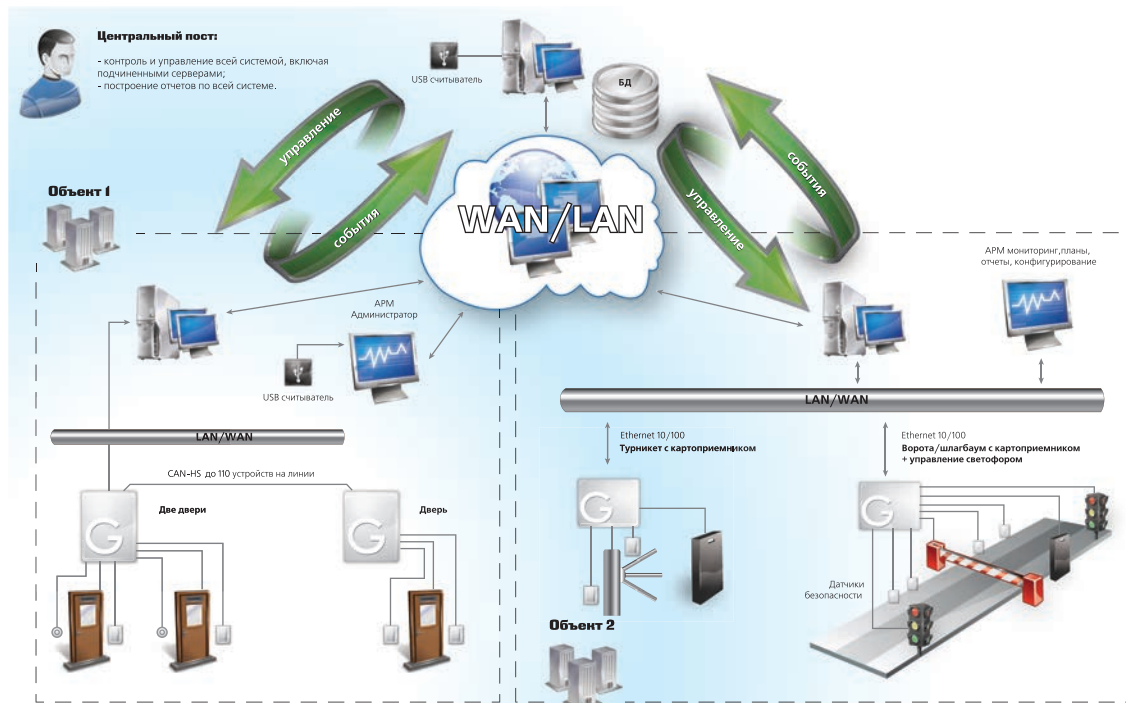 Центральный пост:
- контроль и управление всей системой, включая
подчиненными серверами;
- построение отчетов по всей системе.
USB считыватель
БД
управление
события
управление
события
WAN/LAN
Объект 1
АРМ
Администратор
USB считыватель
LAN/WAN
CAN-HS до 110 устройств на линии
G
Две двери
G
Дверь
АРМ мониторинг,планы,
отчеты, конфигурирование
LAN/WAN
Ethernet 10/100
Турникет с картоприемником
Ethernet 10/100
Ворота/шлагбаум с картоприемником
+ управление светофором
G
G
Датчики
безопасности
Объект 2